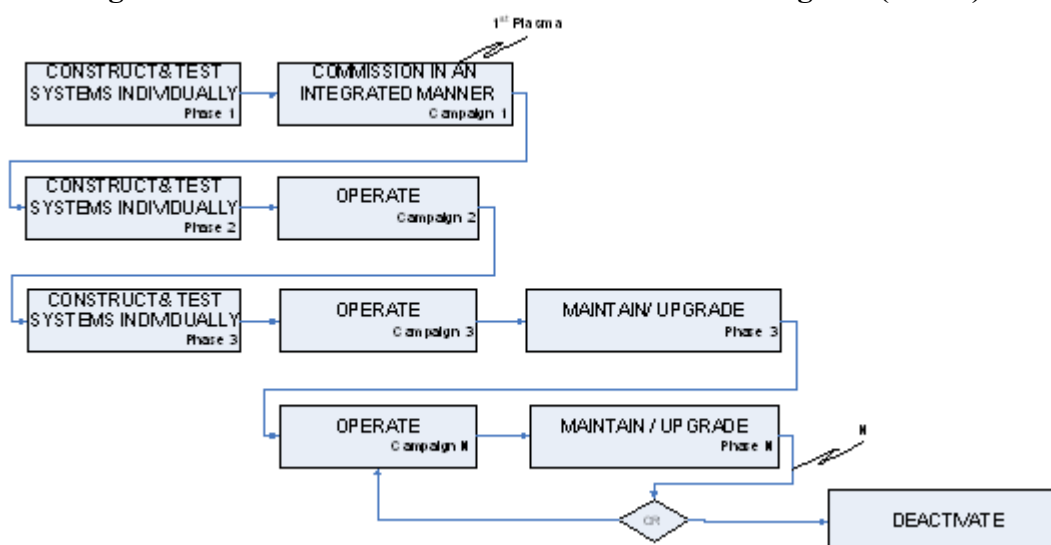 1st Plasma
CONSTRUCT & TEST
SYSTEMS INDIVIDUALLY
Phase 1
COMMISSION IN AN
INTEGRATED MANNER
Campaign 1
CONSTRUCT & TEST
SYSTEMS INDIVIDUALLY
Phase 2
OPERATE
Campaign 2
CONSTRUCT & TEST
SYSTEMS INDIVIDUALLY
Phase 3
OPERATE
Campaign 3
MAINTAIN/ UPGRADE
Phase 3
OPERATE
Campaign N
MAINTAIN / UPGRADE
Phase N
N
OR
DEACTIVATE